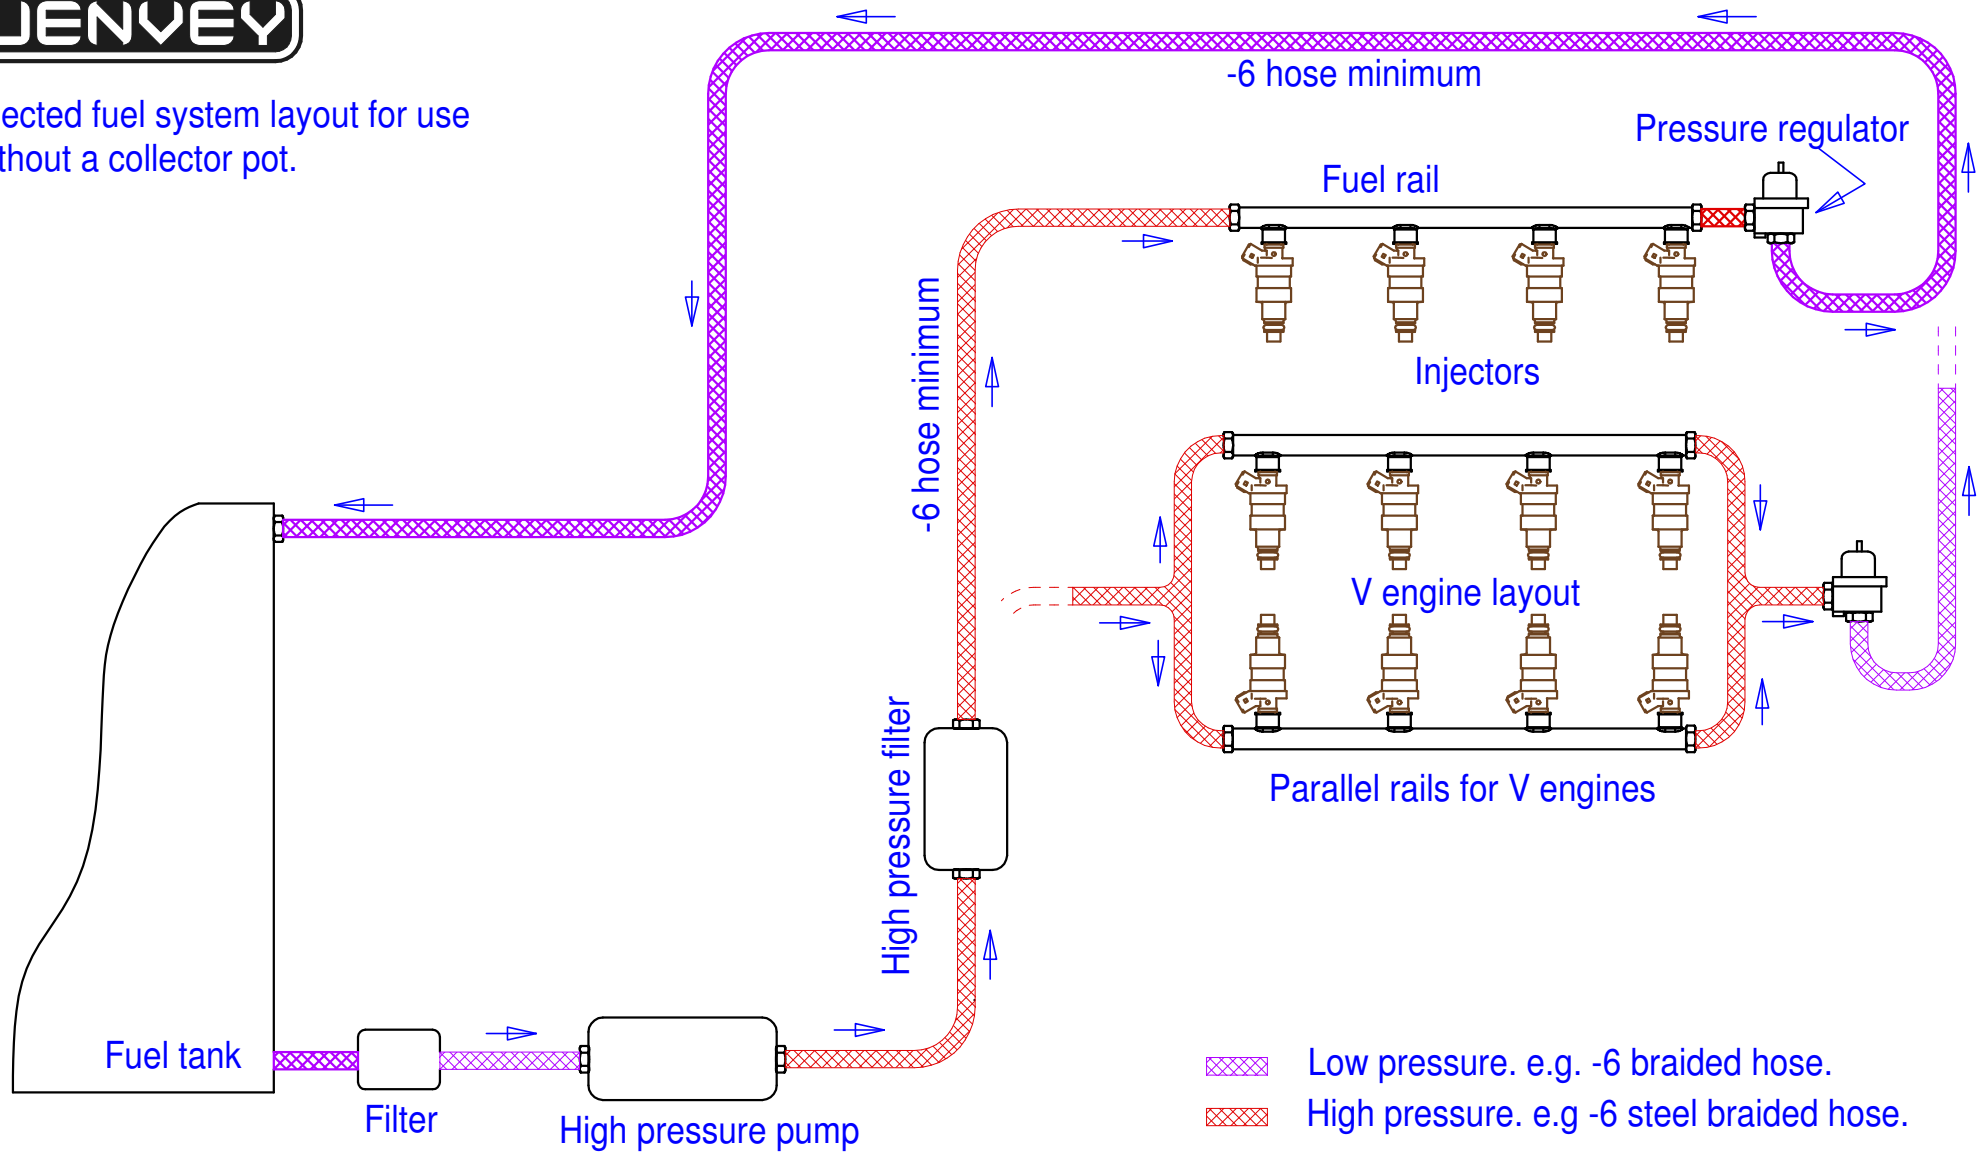 JENVEY
ected fuel system layout for use
thout a collector pot.
-6 hose minimum
Pressure regulator
Fuel rail
-6 hose minimum
Injectors
V engine layout
High pressure filter
Parallel rails for V engines
Fuel tank
Filter
High pressure pump
Low pressure. e.g. -6 braided hose.
High pressure. e.g -6 steel braided hose.